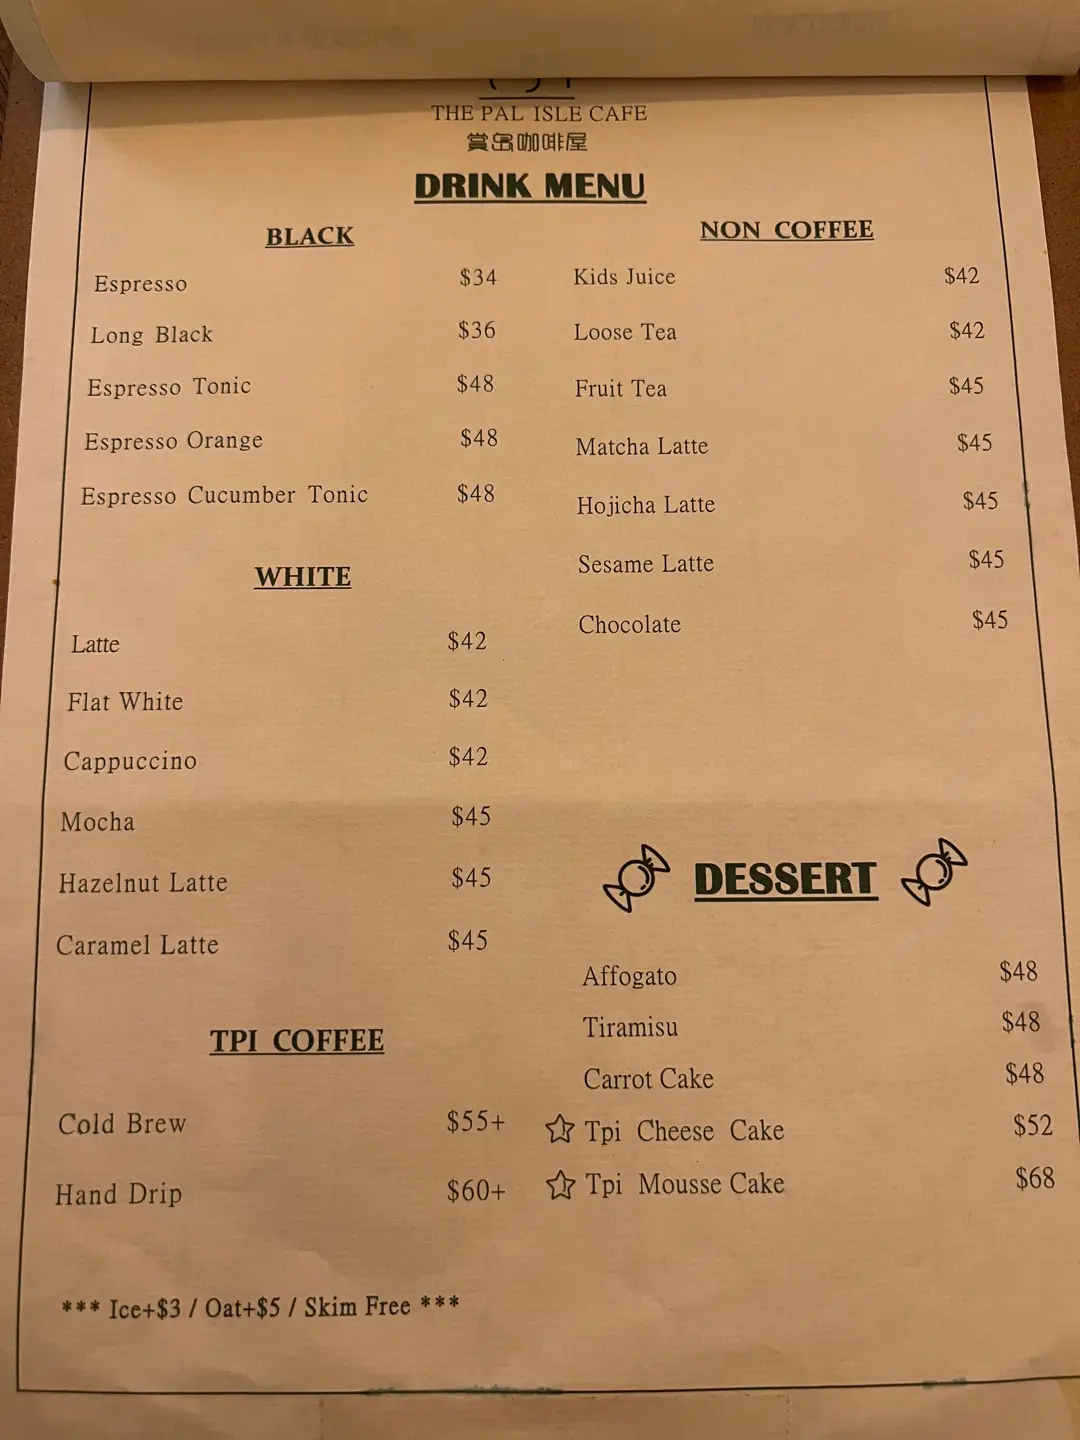 THE PAL ISLE CAFE
賞島咖啡屋
DRINK MENU
BLACK
Espresso $34
Long Black $36
Espresso Tonic $48
Espresso Orange $48
Espresso Cucumber Tonic $48
WHITE
Latte $42
Flat White $42
Cappuccino $42
Mocha $45
Hazelnut Latte $45
Caramel Latte $45
TPI COFFEE
Cold Brew $55+
Hand Drip $60+
*** Ice+$3 / Oat+$5 / Skim Free ***
NON COFFEE
Kids Juice $42
Loose Tea $42
Fruit Tea $45
Matcha Latte $45
Hojicha Latte $45
Sesame Latte $45
Chocolate $45
DESSERT
Affogato $48
Tiramisu $48
Carrot Cake $48
Tpi Cheese Cake $52
Tpi Mousse Cake $68